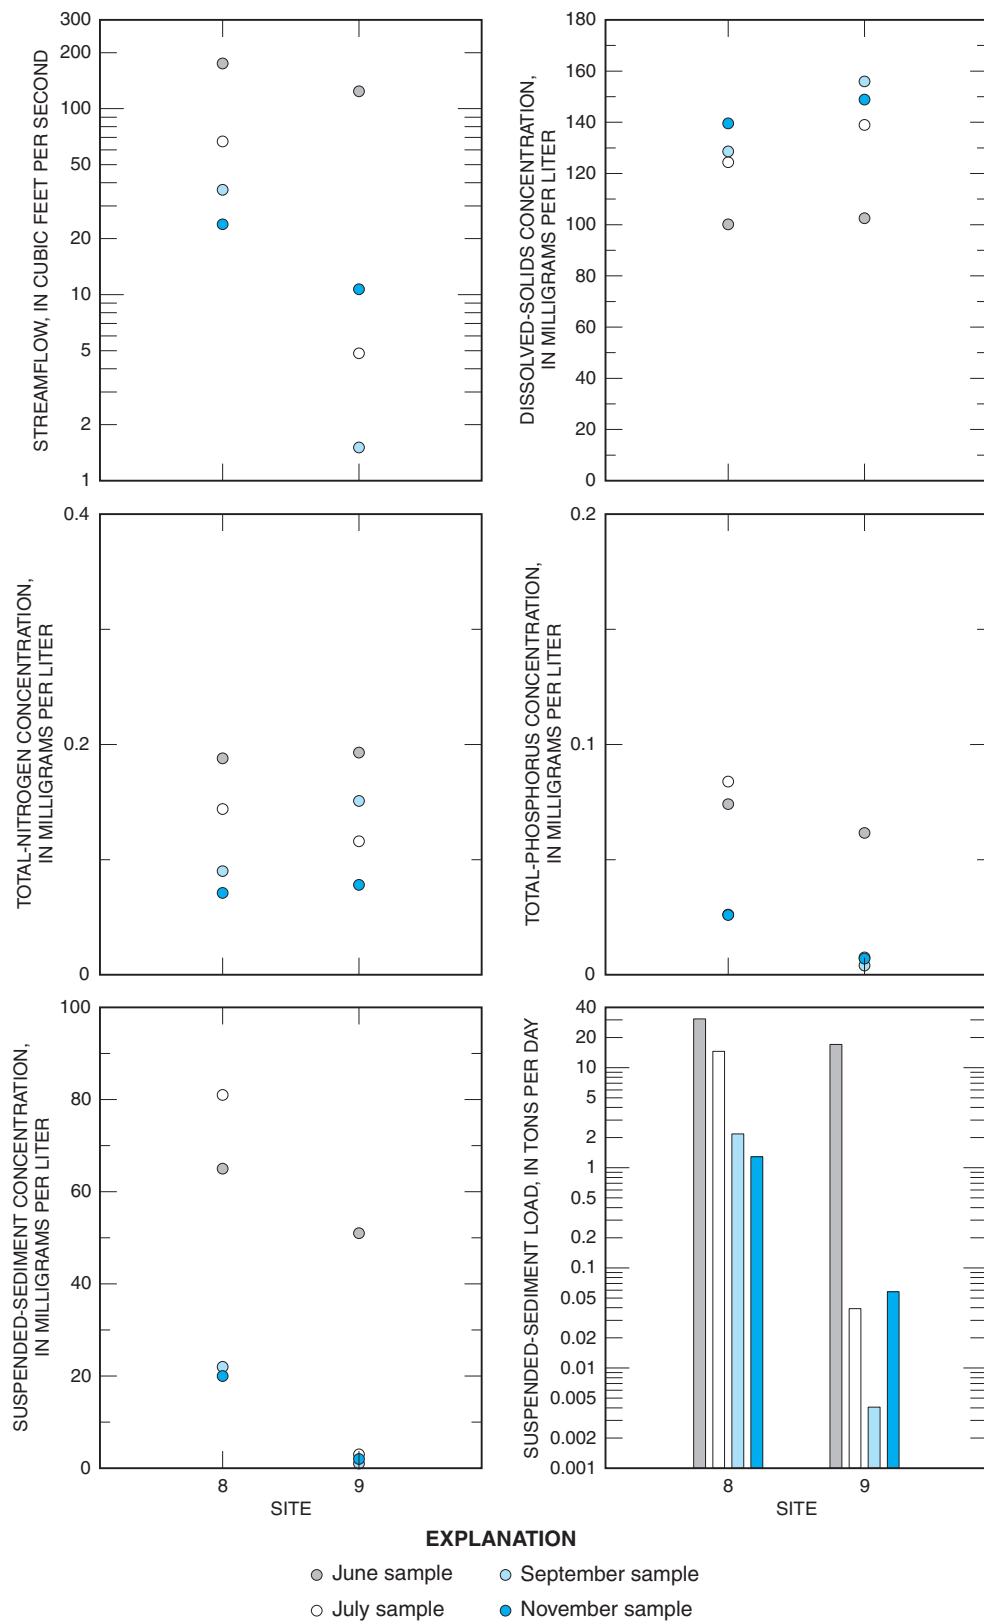 STREAMFLOW, IN CUBIC FEET PER SECOND
300
200
100
50
20
10
5
2
1
DISSOLVED-SOLIDS CONCENTRATION,
IN MILLIGRAMS PER LITER
180
160
140
120
100
80
60
40
20
0
TOTAL-NITROGEN CONCENTRATION,
IN MILLIGRAMS PER LITER
0.4
0.2
0
TOTAL-PHOSPHORUS CONCENTRATION,
IN MILLIGRAMS PER LITER
0.2
0.1
0
SUSPENDED-SEDIMENT CONCENTRATION,
IN MILLIGRAMS PER LITER
100
80
60
40
20
0
8
9
SITE
SUSPENDED-SEDIMENT LOAD, IN TONS PER DAY
40
20
10
5
2
1
0.5
0.2
0.1
0.05
0.02
0.01
0.005
0.002
0.001
8
9
SITE
EXPLANATION
June sample
September sample
July sample
November sample